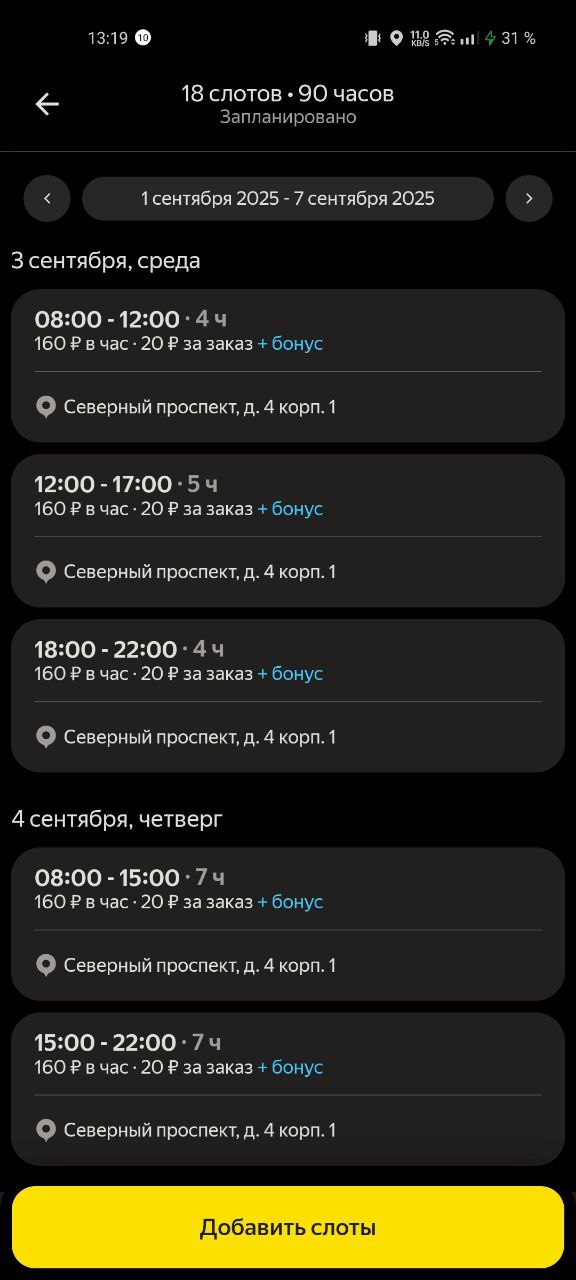 13:19 10 11.0 KB/S 5 31 %
18 слотов • 90 часов
Запланировано
1 сентября 2025 - 7 сентября 2025
3 сентября, среда
08:00 - 12:00 · 4 ч
160 ₽ в час · 20 ₽ за заказ + бонус
Северный проспект, д. 4 корп. 1
12:00 - 17:00 · 5 ч
160 ₽ в час · 20 ₽ за заказ + бонус
Северный проспект, д. 4 корп. 1
18:00 - 22:00 · 4 ч
160 ₽ в час · 20 ₽ за заказ + бонус
Северный проспект, д. 4 корп. 1
4 сентября, четверг
08:00 - 15:00 · 7 ч
160 ₽ в час · 20 ₽ за заказ + бонус
Северный проспект, д. 4 корп. 1
15:00 - 22:00 · 7 ч
160 ₽ в час · 20 ₽ за заказ + бонус
Северный проспект, д. 4 корп. 1
Добавить слоты